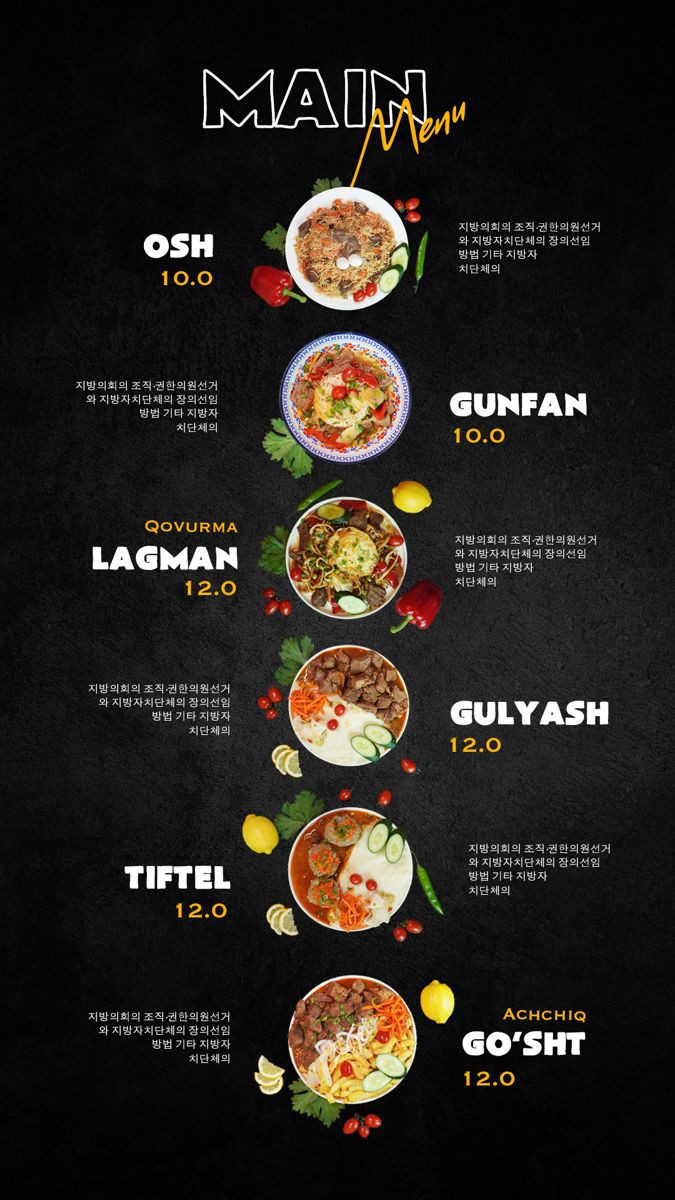 MAIN
Menu
OSH
10.0
지방의회의 조직·권한의원선거
와 지방자치단체의 장의선임
방법 기타 지방자
치단체의
지방의회의 조직·권한의원선거
와 지방자치단체의 장의선임
방법 기타 지방자
치단체의
GUNFAN
10.0
QOVURMA
LAGMAN
12.0
지방의회의 조직·권한의원선거
와 지방자치단체의 장의선임
방법 기타 지방자
치단체의
지방의회의 조직·권한의원선거
와 지방자치단체의 장의선임
방법 기타 지방자
치단체의
GULYASH
12.0
TIFTEL
12.0
지방의회의 조직·권한의원선거
와 지방자치단체의 장의선임
방법 기타 지방자
치단체의
지방의회의 조직·권한의원선거
와 지방자치단체의 장의선임
방법 기타 지방자
치단체의
ACHCHIQ
GO'SHT
12.0